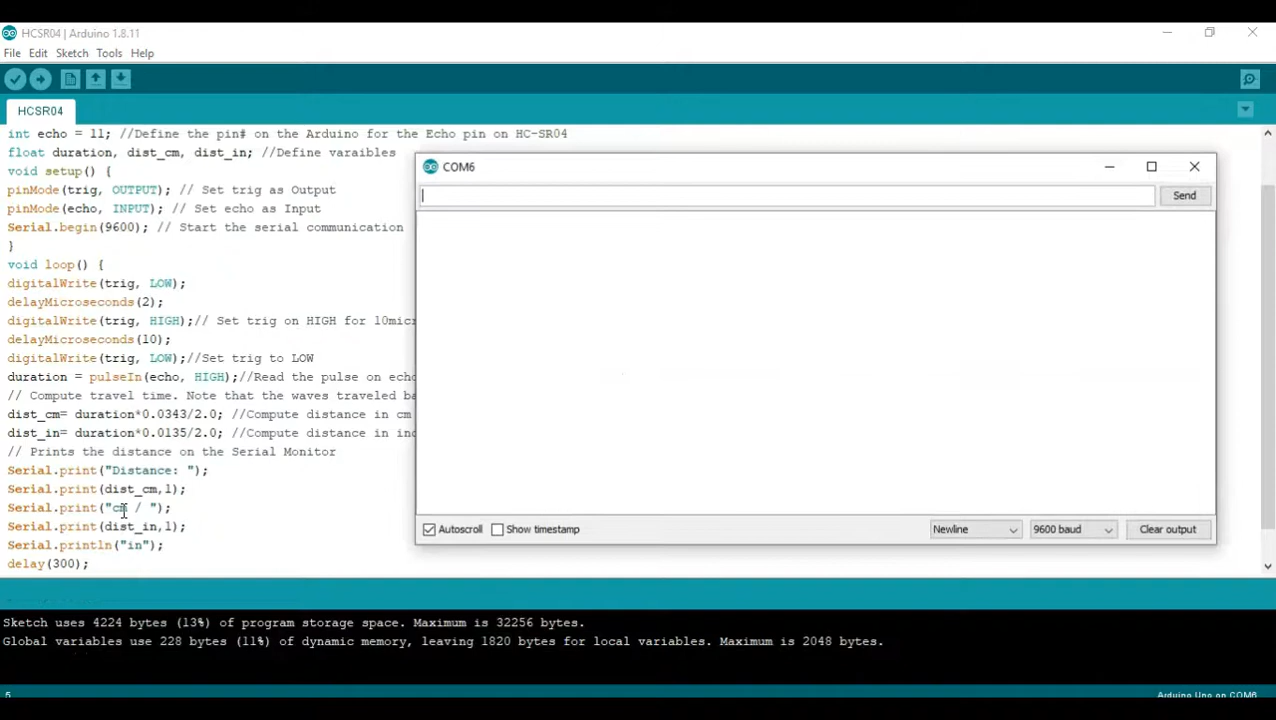 HCSR04 | Arduino 1.8.11
File Edit Sketch Tools Help
HCSR04
int echo = 11; //Define the pin# on the Arduino for the Echo pin on HC-SR04
float duration, dist_cm, dist_in; //Define varaibles
void setup() {
pinMode(trig, OUTPUT); // Set trig as Output
pinMode(echo, INPUT); // Set echo as Input
Serial.begin(9600); // Start the serial communication
}
void loop() {
digitalWrite(trig, LOW);
delayMicroseconds(2);
digitalWrite(trig, HIGH);// Set trig on HIGH for 10micr
delayMicroseconds(10);
digitalWrite(trig, LOW);//Set trig to LOW
duration = pulseIn(echo, HIGH);//Read the pulse on echo
// Compute travel time. Note that the waves traveled ba
dist_cm= duration*0.0343/2.0; //Compute distance in cm
dist_in= duration*0.0135/2.0; //Compute distance in inc
// Prints the distance on the Serial Monitor
Serial.print("Distance: ");
Serial.print(dist_cm,1);
Serial.print("cm / ");
Serial.print(dist_in,1);
Serial.println("in");
delay(300);
COM6
Send
Autoscroll Show timestamp Newline 9600 baud Clear output
Sketch uses 4224 bytes (13%) of program storage space. Maximum is 32256 bytes.
Global variables use 228 bytes (11%) of dynamic memory, leaving 1820 bytes for local variables. Maximum is 2048 bytes.
5 Arduino Uno on COM6